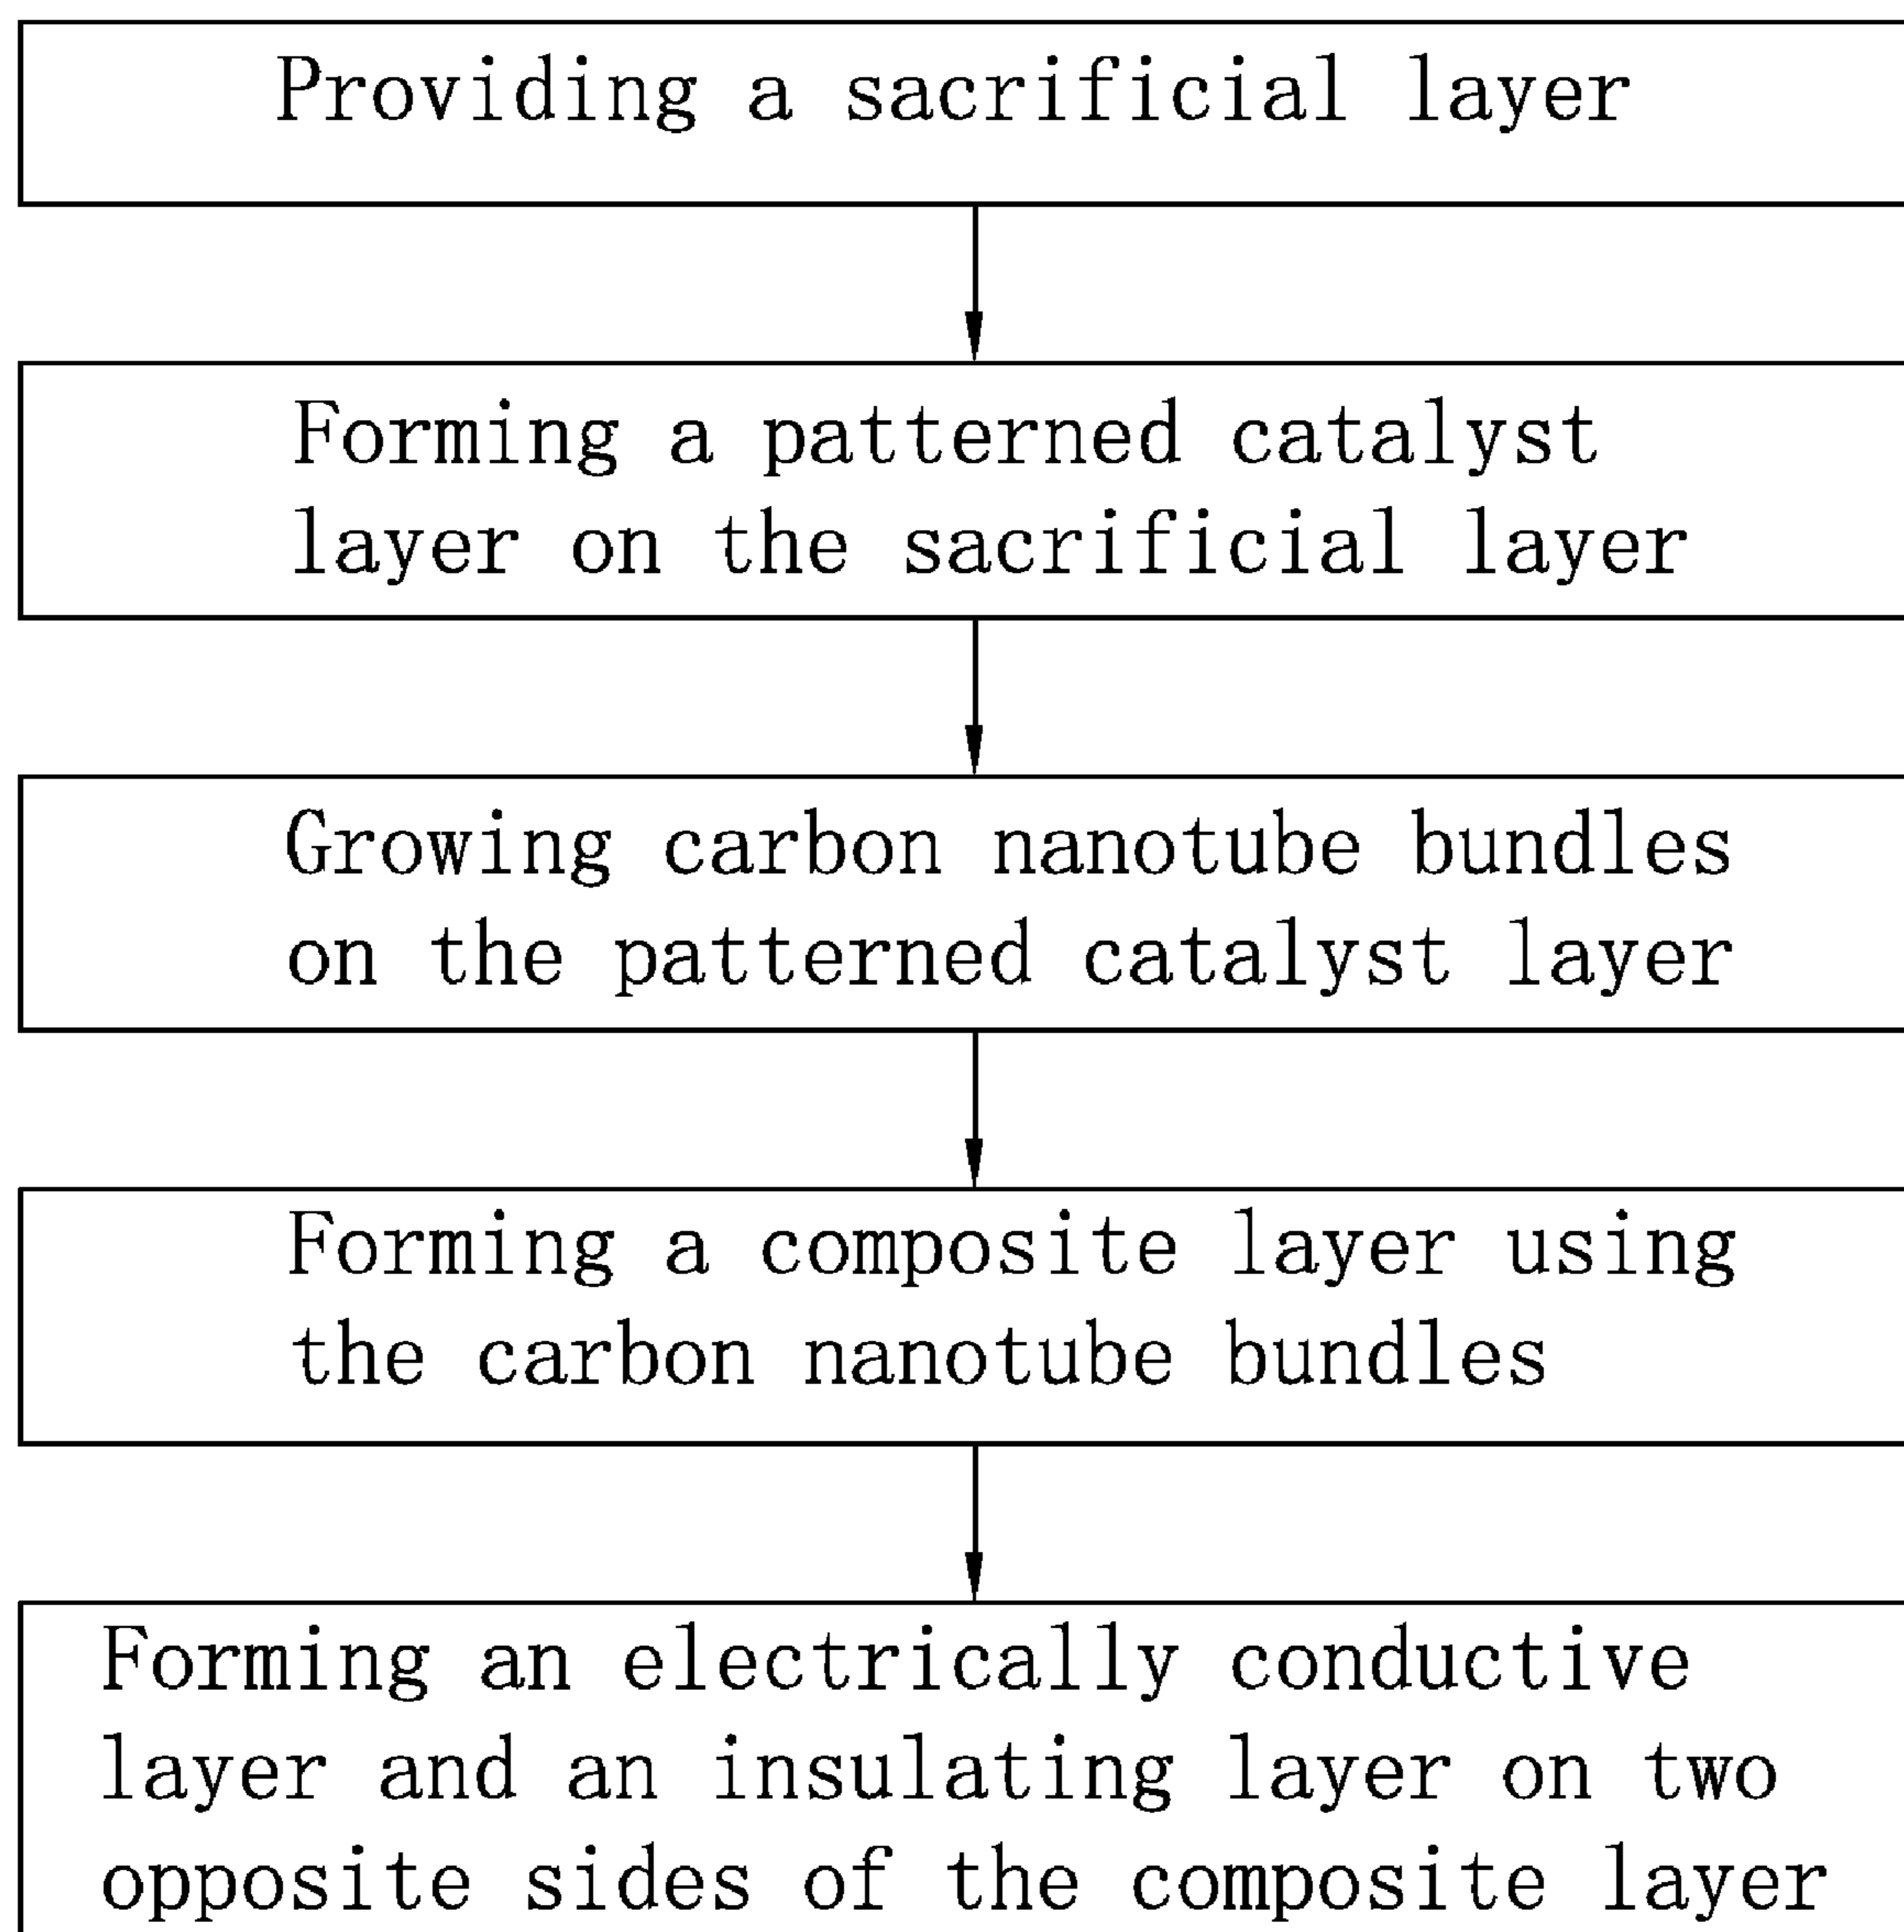 Providing a sacrificial layer
Forming a patterned catalyst
layer on the sacrificial layer
Growing carbon nanotube bundles
on the patterned catalyst layer
Forming a composite layer using
the carbon nanotube bundles
Forming an electrically conductive
layer and an insulating layer on two
opposite sides of the composite layer